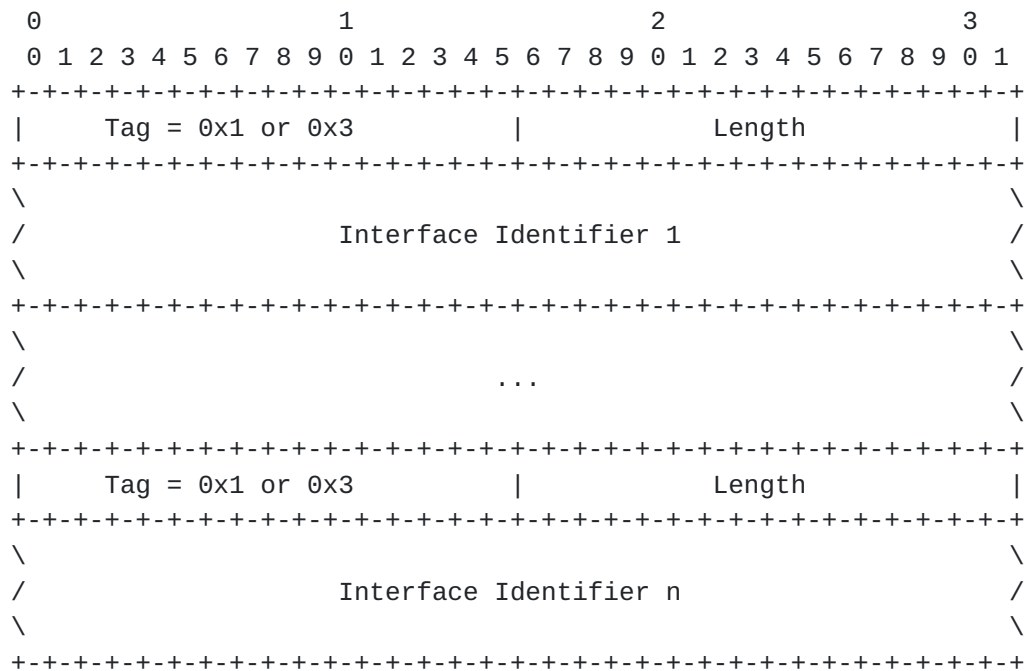 0                   1                   2                   3
 0 1 2 3 4 5 6 7 8 9 0 1 2 3 4 5 6 7 8 9 0 1 2 3 4 5 6 7 8 9 0 1
+-+-+-+-+-+-+-+-+-+-+-+-+-+-+-+-+-+-+-+-+-+-+-+-+-+-+-+-+-+-+-+-+
|     Tag = 0x1 or 0x3          |            Length             |
+-+-+-+-+-+-+-+-+-+-+-+-+-+-+-+-+-+-+-+-+-+-+-+-+-+-+-+-+-+-+-+-+
\                                                               \
/                    Interface Identifier 1                     /
\                                                               \
+-+-+-+-+-+-+-+-+-+-+-+-+-+-+-+-+-+-+-+-+-+-+-+-+-+-+-+-+-+-+-+-+
\                                                               \
/                              ...                              /
\                                                               \
+-+-+-+-+-+-+-+-+-+-+-+-+-+-+-+-+-+-+-+-+-+-+-+-+-+-+-+-+-+-+-+-+
|     Tag = 0x1 or 0x3          |            Length             |
+-+-+-+-+-+-+-+-+-+-+-+-+-+-+-+-+-+-+-+-+-+-+-+-+-+-+-+-+-+-+-+-+
\                                                               \
/                    Interface Identifier n                     /
\                                                               \
+-+-+-+-+-+-+-+-+-+-+-+-+-+-+-+-+-+-+-+-+-+-+-+-+-+-+-+-+-+-+-+-+